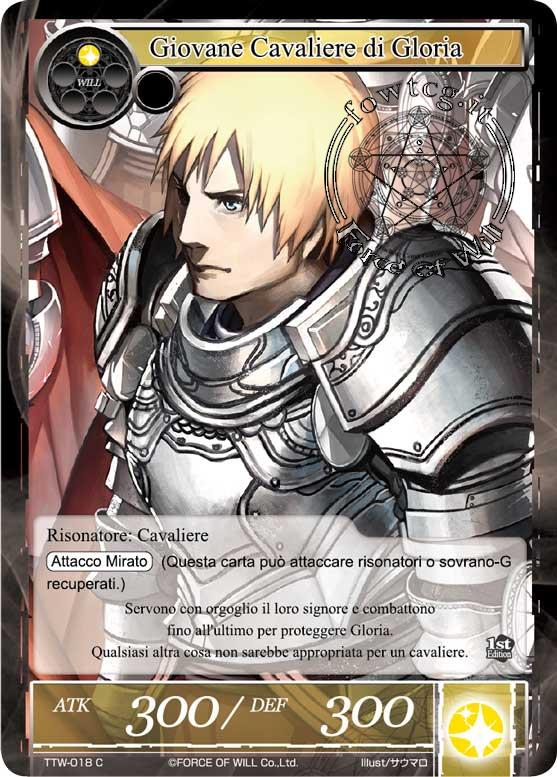 Giovane Cavaliere di Gloria
WILL
fowtcg.it
Force of Will
Risonatore: Cavaliere
Attacco Mirato (Questa carta può attaccare risonatori o sovrano-G
recuperati.)
Servono con orgoglio il loro signore e combattono
fino all'ultimo per proteggere Gloria.
Qualsiasi altra cosa non sarebbe appropriata per un cavaliere.
1st
Edition
ATK 300 / DEF 300
TTW-018 C ©FORCE OF WILL Co.,Ltd. Illust/サウマロ